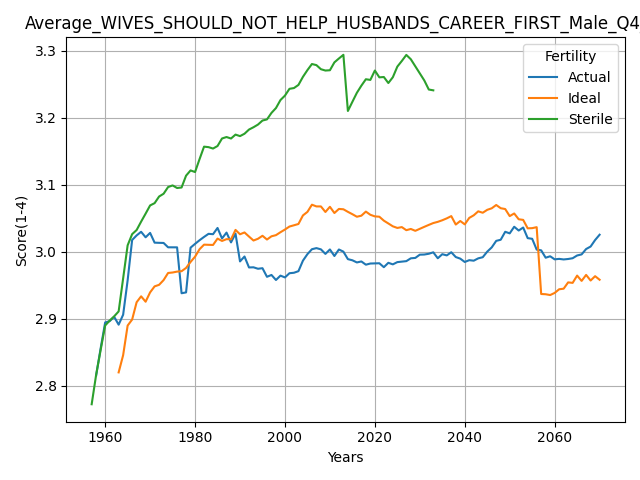 Average_WIVES_SHOULD_NOT_HELP_HUSBANDS_CAREER_FIRST_Male_Q4
3.3
3.2
3.1
3.0
2.9
2.8
Score(1-4)
Fertility
Actual
Ideal
Sterile
1960 1980 2000 2020 2040 2060
Years